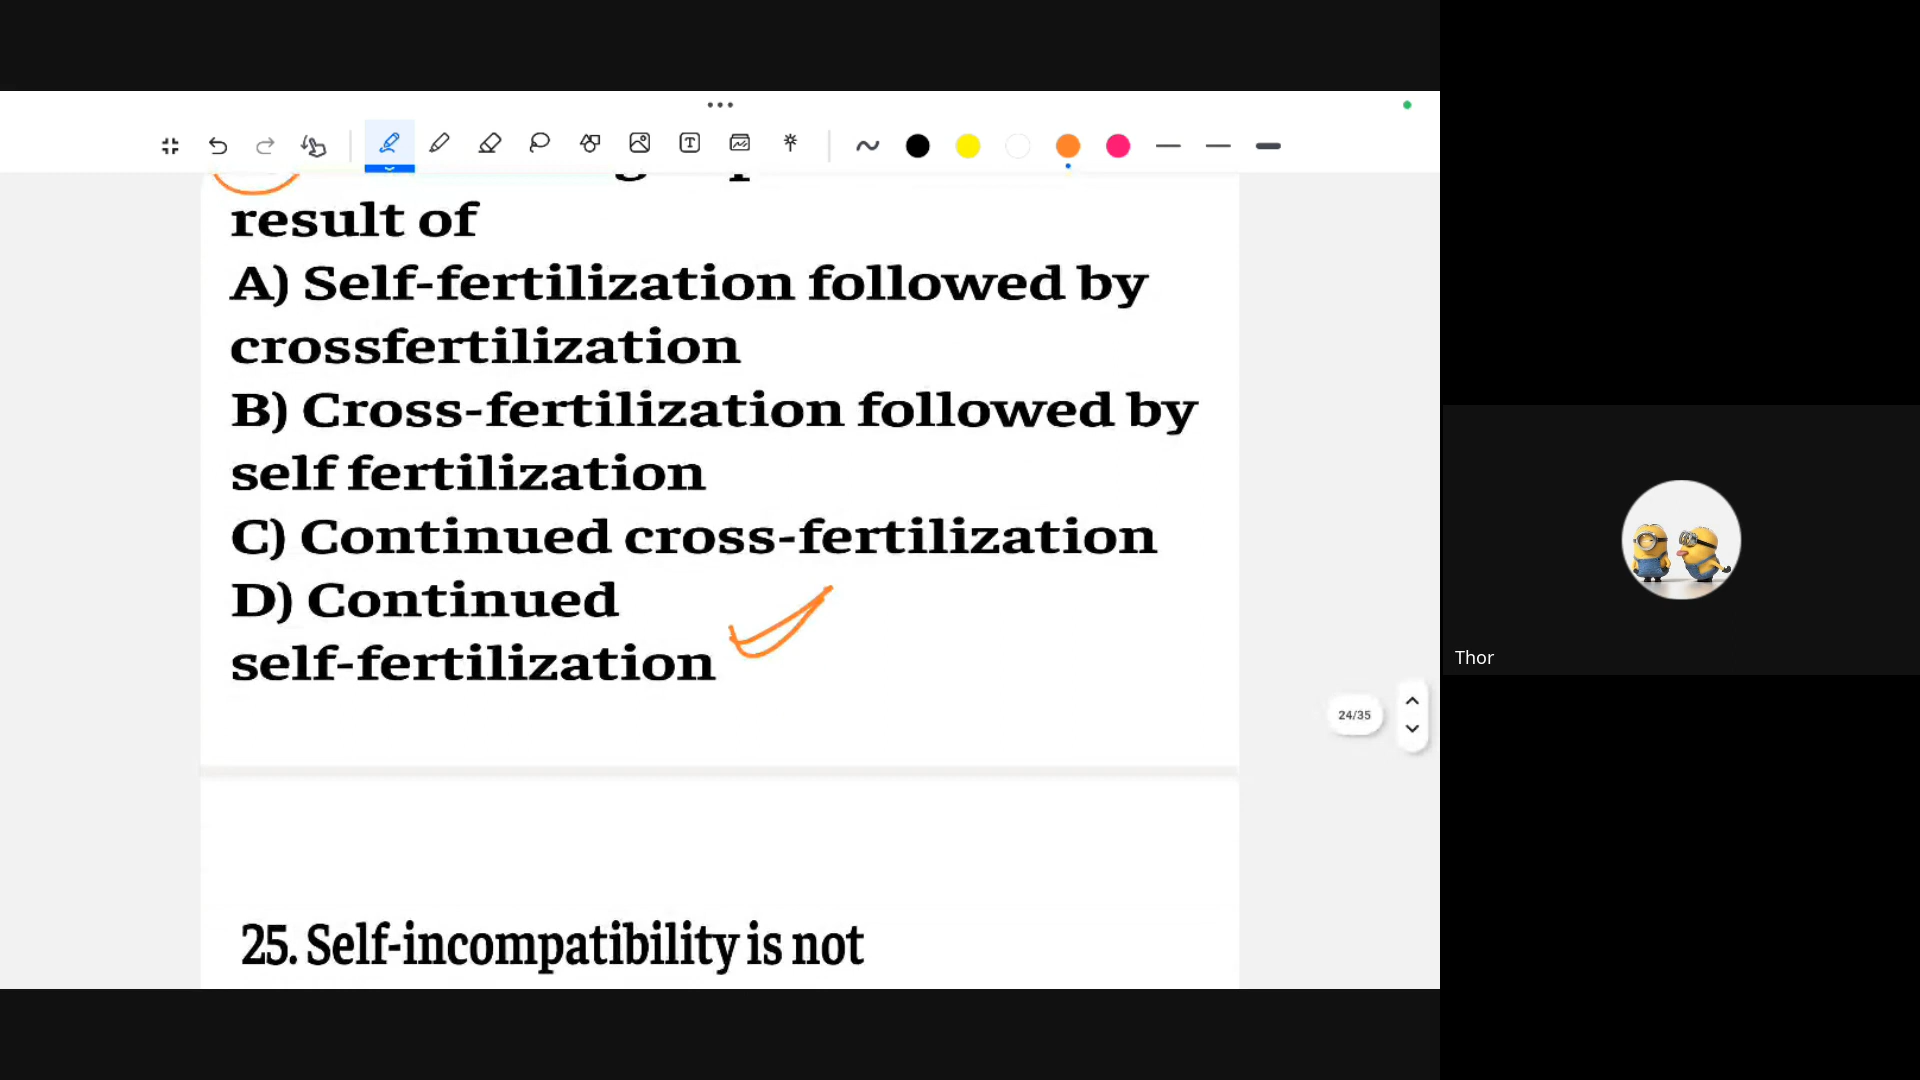 result of
A) Self-fertilization followed by
crossfertilization
B) Cross-fertilization followed by
self fertilization
C) Continued cross-fertilization
D) Continued
self-fertilization
24/35
25. Self-incompatibility is not
Thor